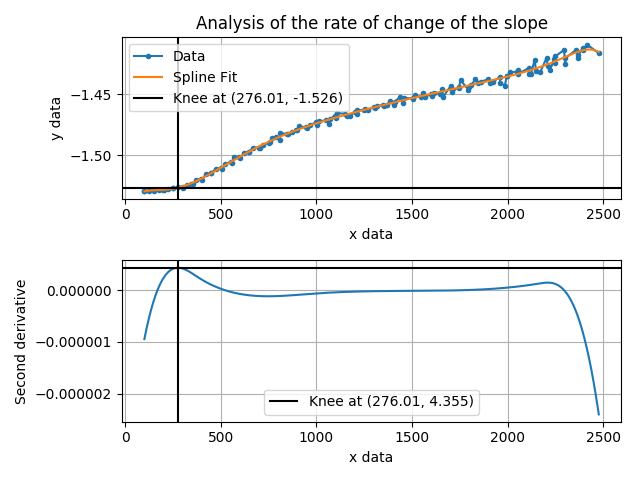 Analysis of the rate of change of the slope
Data
Spline Fit
Knee at (276.01, -1.526)
y data
−1.45
−1.50
0 500 1000 1500 2000 2500
x data
Second derivative
0.000000
−0.000001
−0.000002
Knee at (276.01, 4.355)
0 500 1000 1500 2000 2500
x data